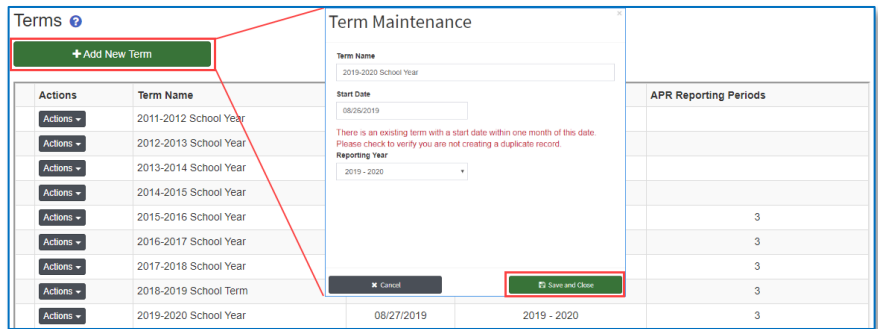 Terms ?
+ Add New Term
Actions Term Name APR Reporting Periods
Actions 2011-2012 School Year
Actions 2012-2013 School Year
Actions 2013-2014 School Year
Actions 2014-2015 School Year
Actions 2015-2016 School Year 3
Actions 2016-2017 School Year 3
Actions 2017-2018 School Year 3
Actions 2018-2019 School Term 3
Actions 2019-2020 School Year 08/27/2019 2019 - 2020 3
Term Maintenance ×
Term Name
2019-2020 School Year
Start Date
08/26/2019
There is an existing term with a start date within one month of this date.
Please check to verify you are not creating a duplicate record.
Reporting Year
2019 - 2020
✖ Cancel Save and Close